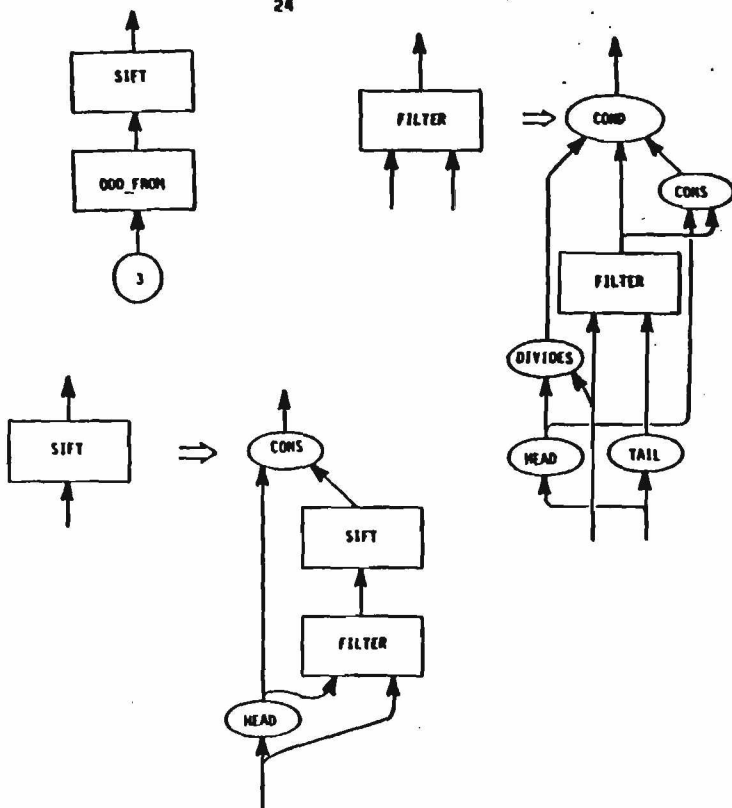 24
SIFT
ODD_FROM
3
FILTER
⇒
COND
CONS
FILTER
DIVIDES
HEAD
TAIL
SIFT
⇒
CONS
SIFT
FILTER
HEAD